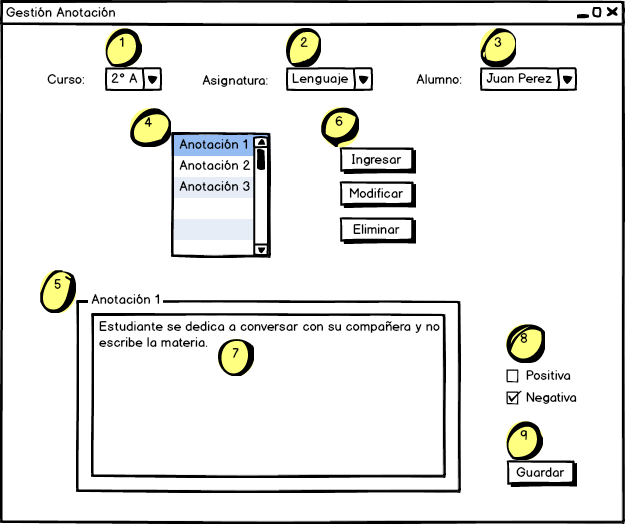 Gestión Anotación
1
2
3
Curso: 2° A Asignatura: Lenguaje Alumno: Juan Perez
4
6
Anotación 1
Anotación 2
Anotación 3
Ingresar
Modificar
Eliminar
5
Anotación 1
Estudiante se dedica a conversar con su compañera y no
escribe la materia.
7
8
Positiva
Negativa
9
Guardar